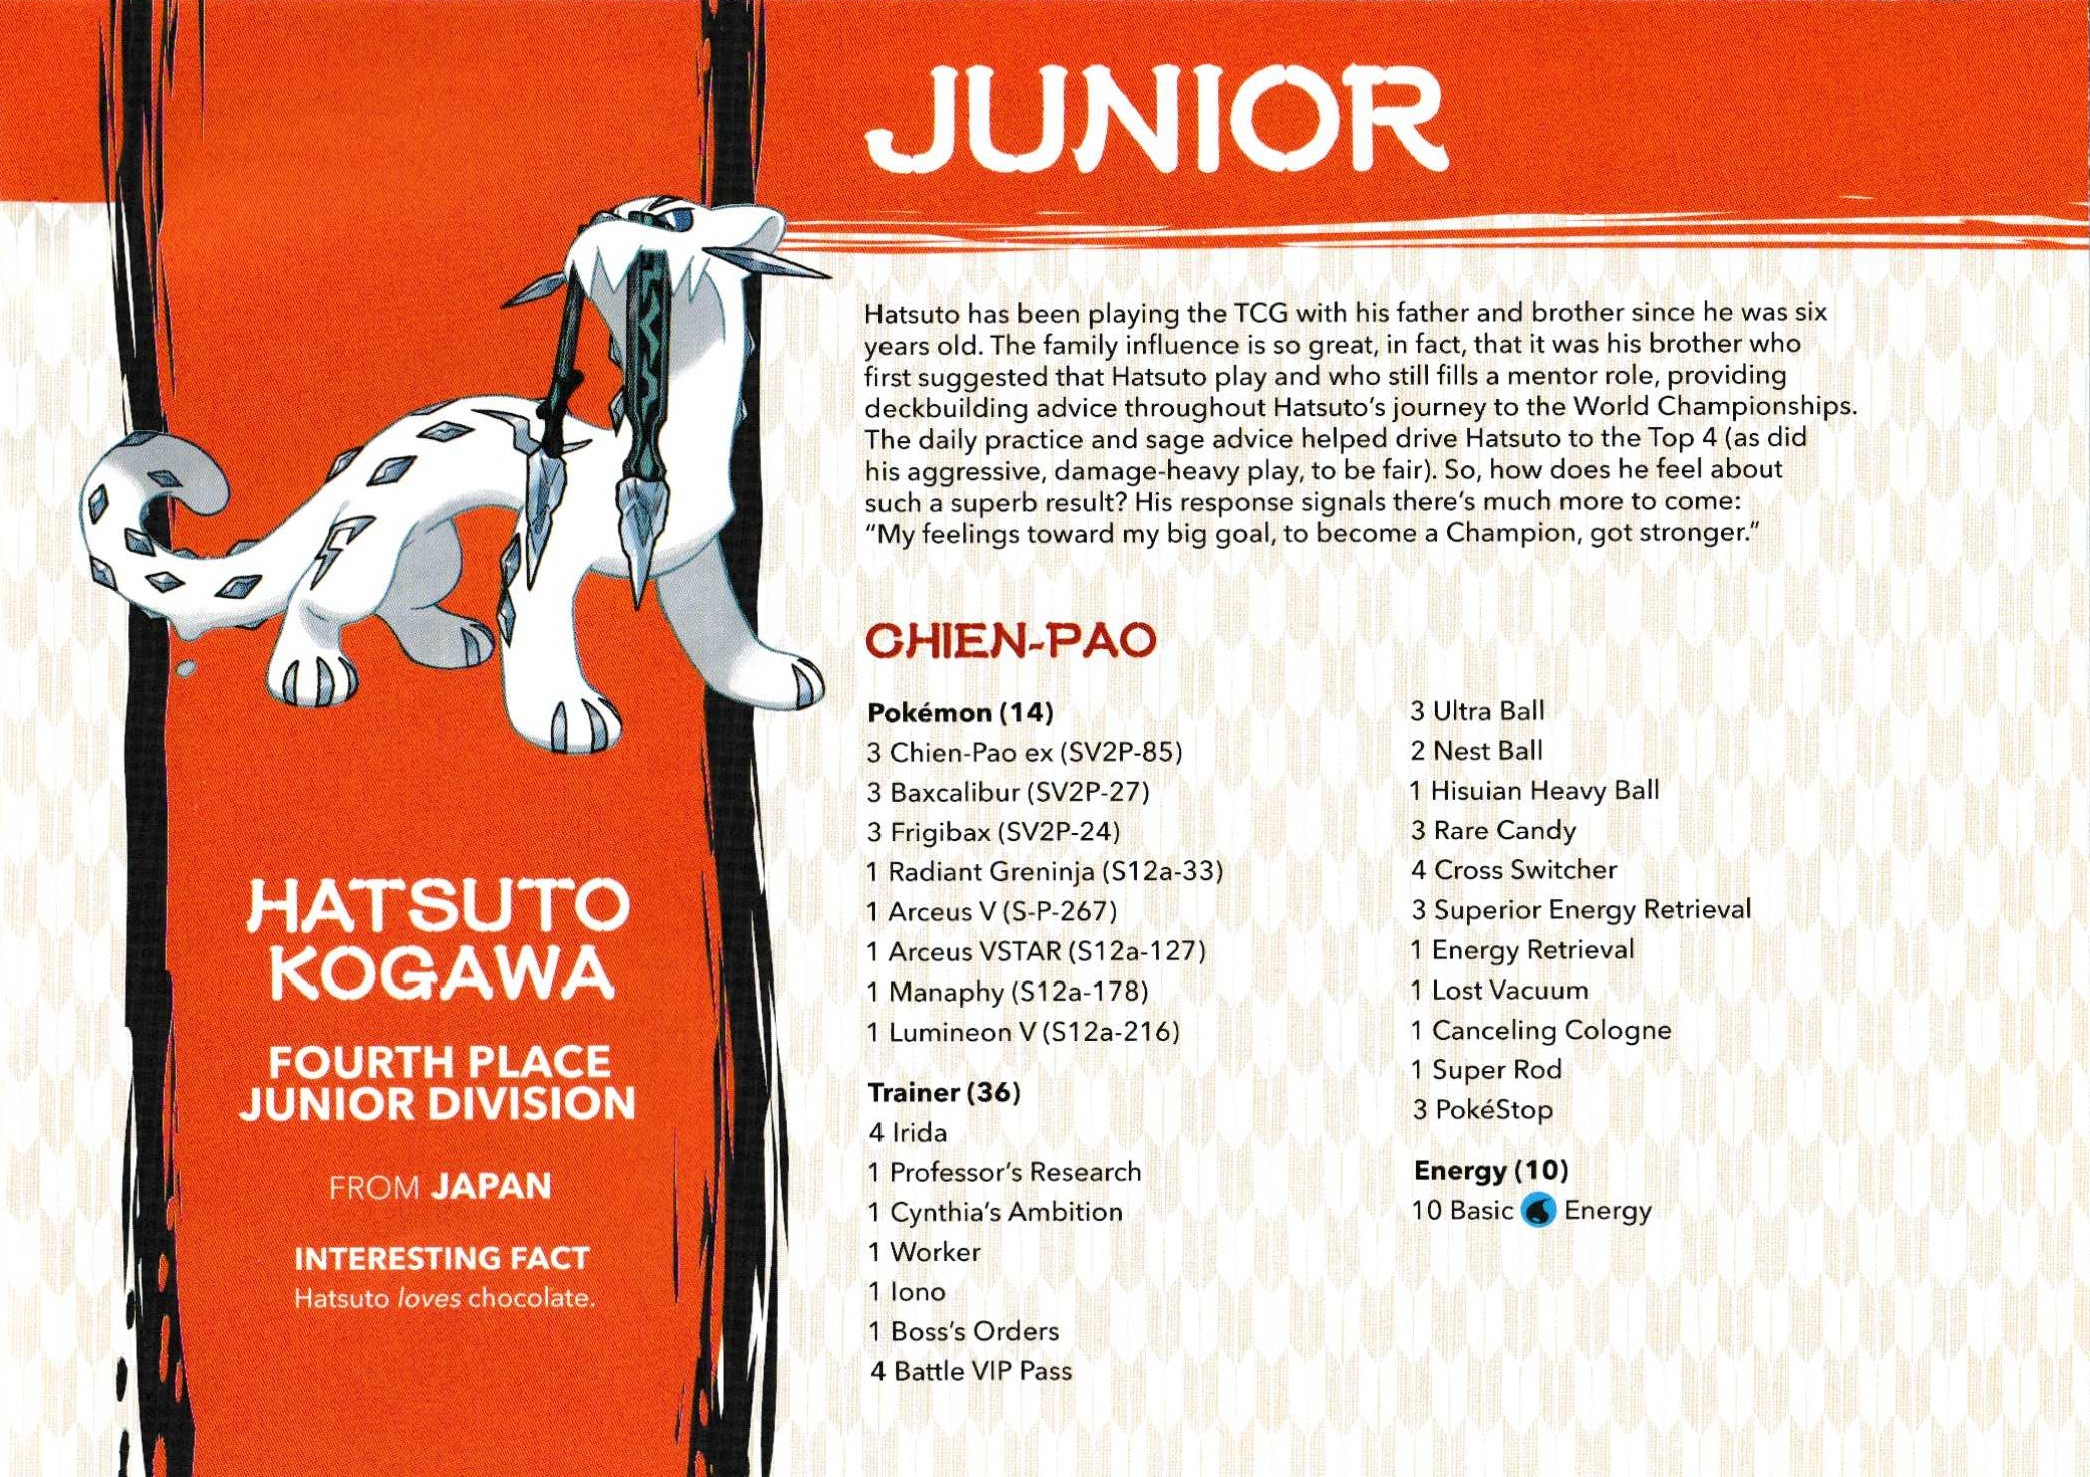 JUNIOR
Hatsuto has been playing the TCG with his father and brother since he was six
years old. The family influence is so great, in fact, that it was his brother who
first suggested that Hatsuto play and who still fills a mentor role, providing
deckbuilding advice throughout Hatsuto's journey to the World Championships.
The daily practice and sage advice helped drive Hatsuto to the Top 4 (as did
his aggressive, damage-heavy play, to be fair). So, how does he feel about
such a superb result? His response signals there's much more to come:
“My feelings toward my big goal, to become a Champion, got stronger.”
HATSUTO
KOGAWA
FOURTH PLACE
JUNIOR DIVISION
FROM JAPAN
INTERESTING FACT
Hatsuto loves chocolate.
CHIEN-PAO
Pokémon (14)
3 Chien-Pao ex (SV2P-85)
3 Baxcalibur (SV2P-27)
3 Frigibax (SV2P-24)
1 Radiant Greninja (S12a-33)
1 Arceus V (S-P-267)
1 Arceus VSTAR (S12a-127)
1 Manaphy (S12a-178)
1 Lumineon V (S12a-216)
Trainer (36)
4 Irida
1 Professor's Research
1 Cynthia's Ambition
1 Worker
1 Iono
1 Boss's Orders
4 Battle VIP Pass
3 Ultra Ball
2 Nest Ball
1 Hisuian Heavy Ball
3 Rare Candy
4 Cross Switcher
3 Superior Energy Retrieval
1 Energy Retrieval
1 Lost Vacuum
1 Canceling Cologne
1 Super Rod
3 PokéStop
Energy (10)
10 Basic Energy